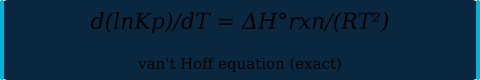 d(lnKp)/dT = ΔH°rxn/(RT²)
van't Hoff equation (exact)